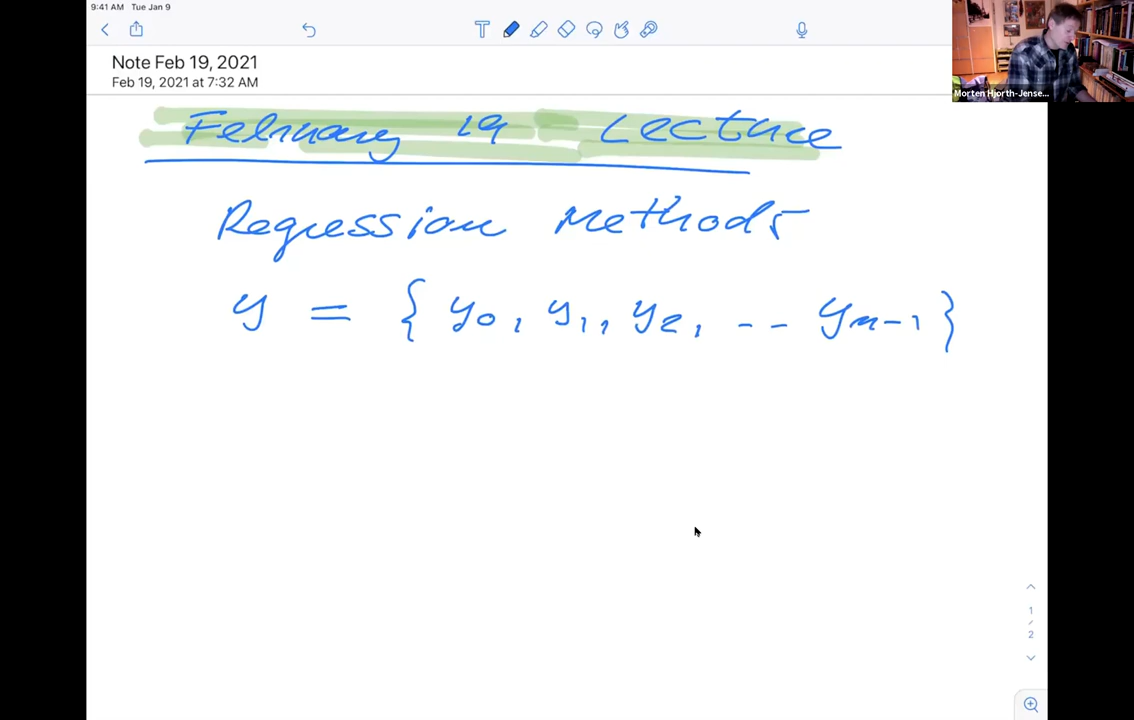 9:41 AM Tue Jan 9
Note Feb 19, 2021
Feb 19, 2021 at 7:32 AM
Morten Hjorth-Jense...
February 19 - Lecture
Regression Methods
y = { y0, y1, y2, -- yn-1 }
1
/
2